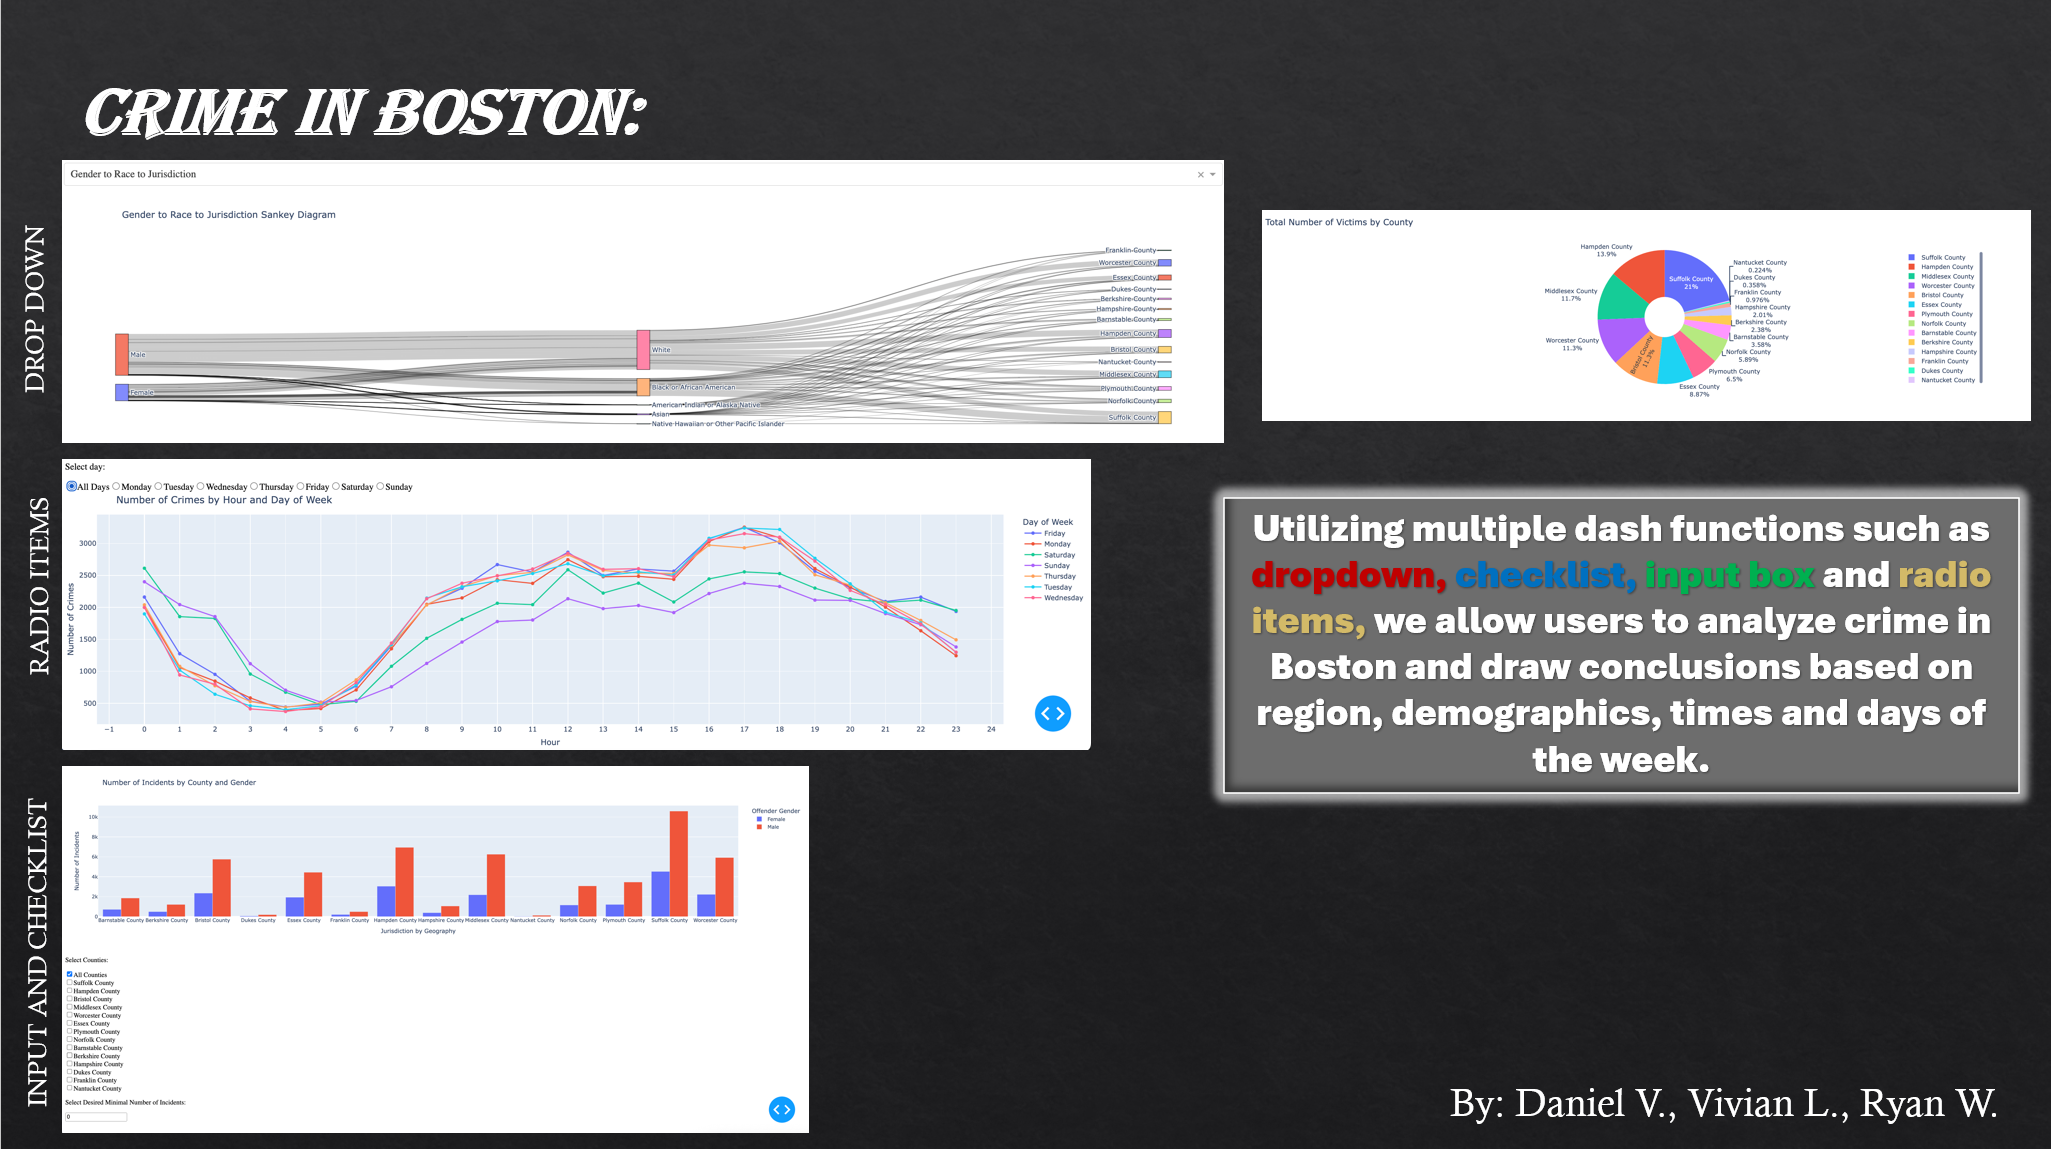 CRIME IN BOSTON:
DROP DOWN
Gender to Race to Jurisdiction
Gender to Race to Jurisdiction Sankey Diagram
Male
Female
White
Black or African American
American Indian or Alaska Native
Asian
Native Hawaiian or Other Pacific Islander
Franklin County
Worcester County
Essex County
Dukes County
Berkshire County
Hampshire County
Barnstable County
Hampden County
Bristol County
Nantucket County
Middlesex County
Plymouth County
Norfolk County
Suffolk County
Total Number of Victims by County
Hampden County
13.9%
Middlesex County
11.7%
Worcester County
11.3%
Bristol County
11.3%
Essex County
8.87%
Plymouth County
6.5%
Norfolk County
5.89%
Barnstable County
3.58%
Berkshire County
2.38%
Hampshire County
2.01%
Franklin County
0.976%
Dukes County
0.358%
Nantucket County
0.224%
Suffolk County
21%
Suffolk County
Hampden County
Middlesex County
Worcester County
Bristol County
Essex County
Plymouth County
Norfolk County
Barnstable County
Berkshire County
Hampshire County
Franklin County
Dukes County
Nantucket County
RADIO ITEMS
Select day:
All Days Monday Tuesday Wednesday Thursday Friday Saturday Sunday
Number of Crimes by Hour and Day of Week
Number of Crimes
3000
2500
2000
1500
1000
500
−1 0 1 2 3 4 5 6 7 8 9 10 11 12 13 14 15 16 17 18 19 20 21 22 23 24
Hour
Day of Week
Friday
Monday
Saturday
Sunday
Thursday
Tuesday
Wednesday
Utilizing multiple dash functions such as
dropdown, checklist, input box and radio
items, we allow users to analyze crime in
Boston and draw conclusions based on
region, demographics, times and days of
the week.
INPUT AND CHECKLIST
Number of Incidents by County and Gender
Number of Incidents
10k
8k
6k
4k
2k
0
Barnstable County Berkshire County Bristol County Dukes County Essex County Franklin County Hampden County Hampshire County Middlesex County Nantucket County Norfolk County Plymouth County Suffolk County Worcester County
Jurisdiction by Geography
Offender Gender
Female
Male
Select Counties:
All Counties
Suffolk County
Hampden County
Bristol County
Middlesex County
Worcester County
Essex County
Plymouth County
Norfolk County
Barnstable County
Berkshire County
Hampshire County
Dukes County
Franklin County
Nantucket County
Select Desired Minimal Number of Incidents:
0
By: Daniel V., Vivian L., Ryan W.